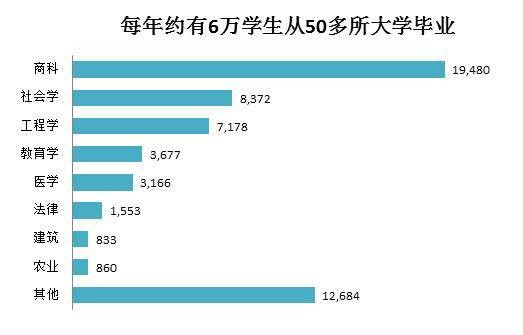 每年约有6万学生从50多所大学毕业
商科 19,480
社会学 8,372
工程学 7,178
教育学 3,677
医学 3,166
法律 1,553
建筑 833
农业 860
其他 12,684